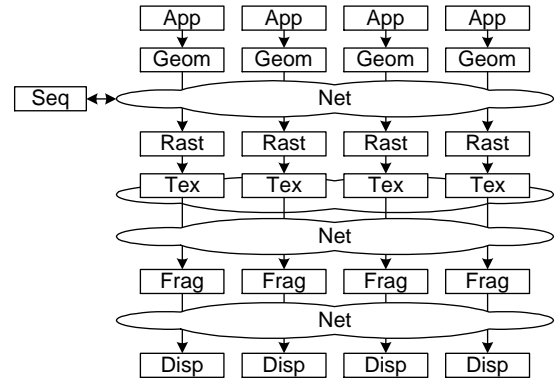 App App App App
Geom Geom Geom Geom
Seq Net
Rast Rast Rast Rast
Tex Tex Tex Tex
Net
Frag Frag Frag Frag
Net
Disp Disp Disp Disp